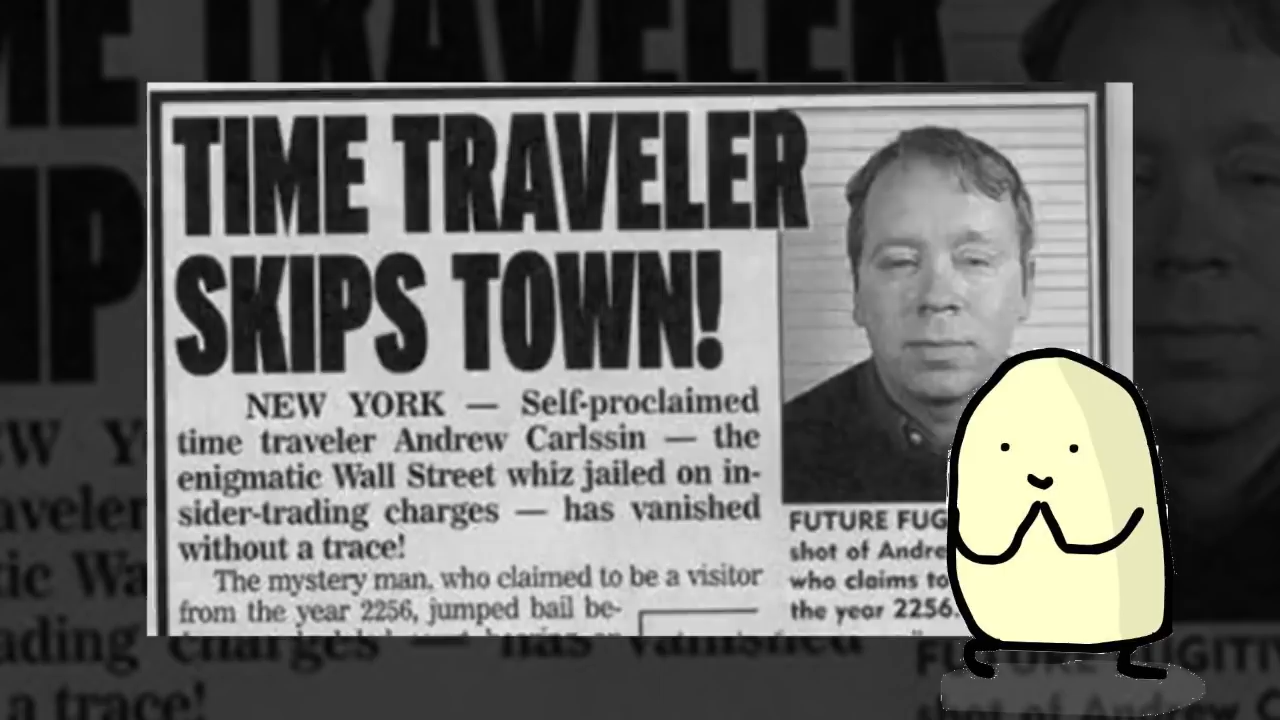 TIME TRAVELER
SKIPS TOWN!
NEW YORK — Self-proclaimed
time traveler Andrew Carlssin — the
enigmatic Wall Street whiz jailed on in-
sider-trading charges — has vanished
without a trace!
The mystery man, who claimed to be a visitor
from the year 2256, jumped bail be-
FUTURE FUG
shot of Andre
who claims to
the year 2256.